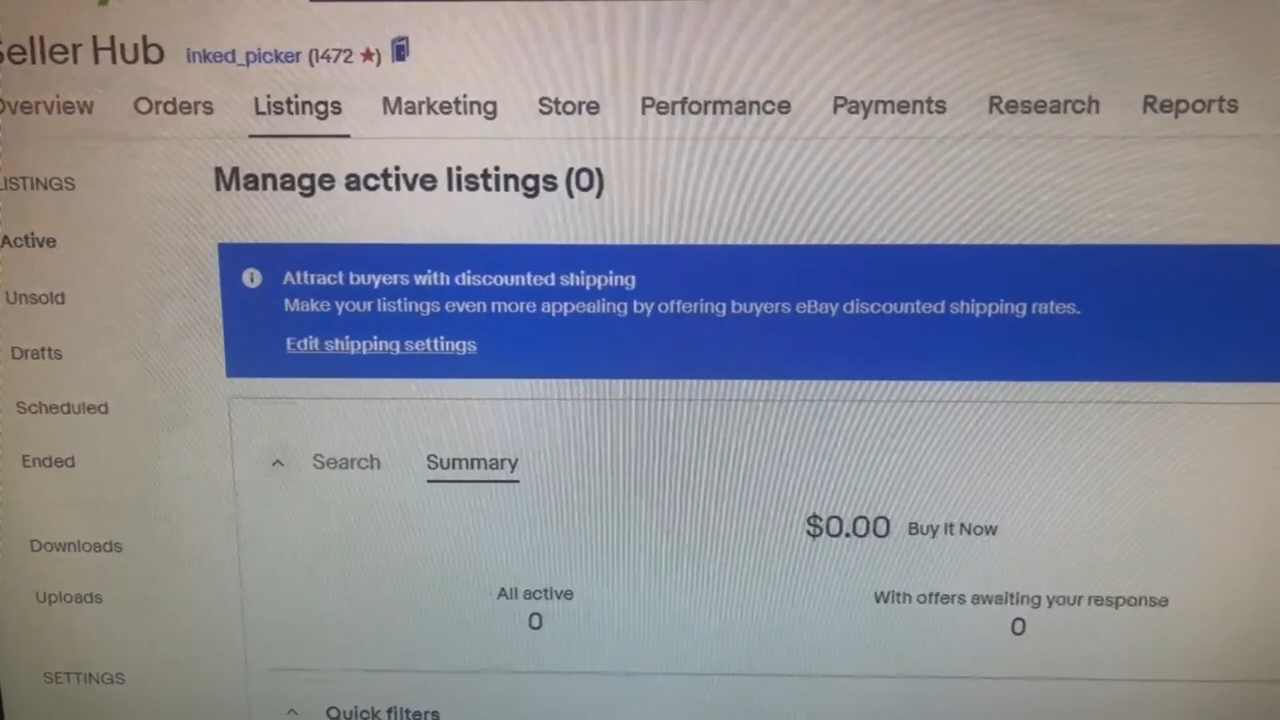 Seller Hub inked_picker (1472 ★)
Overview Orders Listings Marketing Store Performance Payments Research Reports
LISTINGS
Manage active listings (0)
Active
Attract buyers with discounted shipping
Make your listings even more appealing by offering buyers eBay discounted shipping rates.
Unsold
Edit shipping settings
Drafts
Scheduled
Ended
Search Summary
$0.00 Buy It Now
Downloads
All active
With offers awaiting your response
Uploads
0
0
SETTINGS
Quick filters